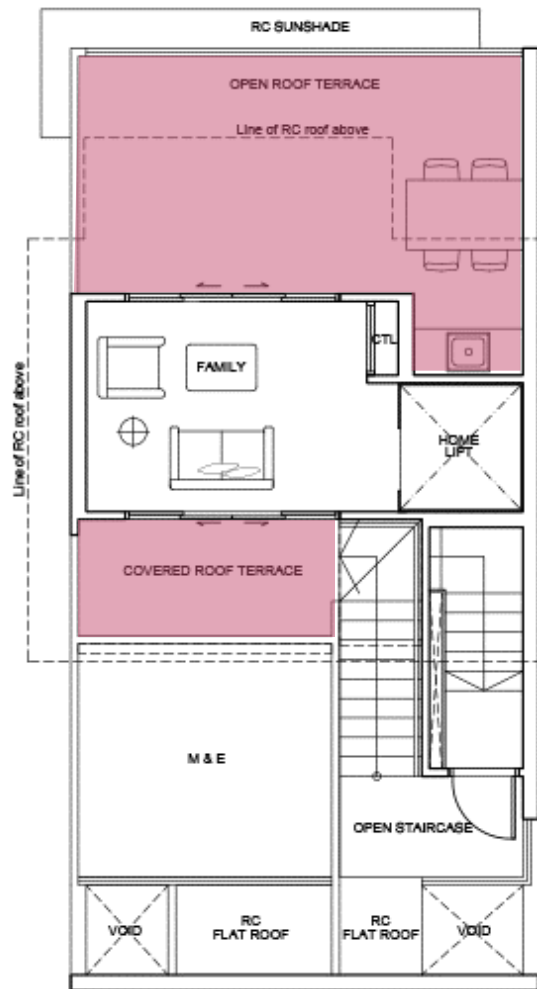 RC SUNSHADE
OPEN ROOF TERRACE
Line of RC roof above
CTL
FAMILY
HOME
LIFT
Line of RC roof above
COVERED ROOF TERRACE
M & E
OPEN STAIRCASE
VOID
RC
FLAT ROOF
RC
FLAT ROOF
VOID